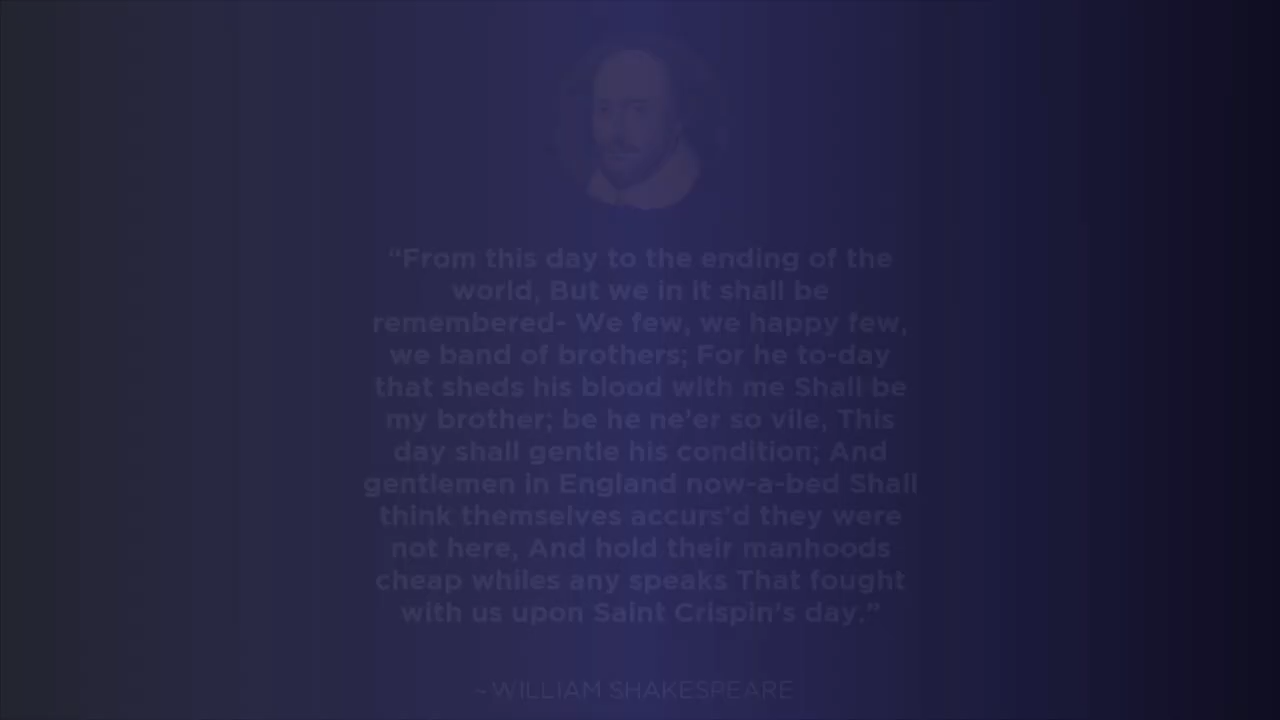 “From this day to the ending of the
world, But we in it shall be
remembered- We few, we happy few,
we band of brothers; For he to-day
that sheds his blood with me Shall be
my brother; be he ne'er so vile, This
day shall gentle his condition; And
gentlemen in England now-a-bed Shall
think themselves accurs'd they were
not here, And hold their manhoods
cheap whiles any speaks That fought
with us upon Saint Crispin's day.”
~WILLIAM SHAKESPEARE